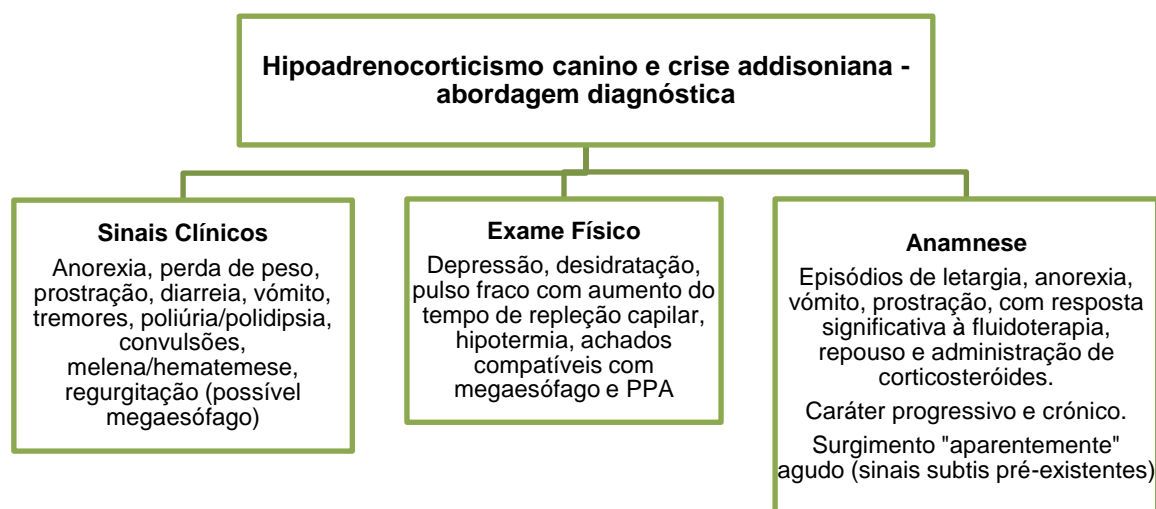 Hipoadrenocorticismo canino e crise addisoniana -
abordagem diagnóstica
Sinais Clínicos
Anorexia, perda de peso,
prostração, diarreia, vómito,
tremores, poliúria/polidipsia,
convulsões,
melena/hematemese,
regurgitação (possível
megaesófago)
Exame Físico
Depressão, desidratação,
pulso fraco com aumento do
tempo de repleção capilar,
hipotermia, achados
compatíveis com
megaesófago e PPA
Anamnese
Episódios de letargia, anorexia,
vómito, prostração, com resposta
significativa à fluidoterapia,
repouso e administração de
corticosteróides.
Caráter progressivo e crónico.
Surgimento "aparentemente"
agudo (sinais subtis pré-existentes)